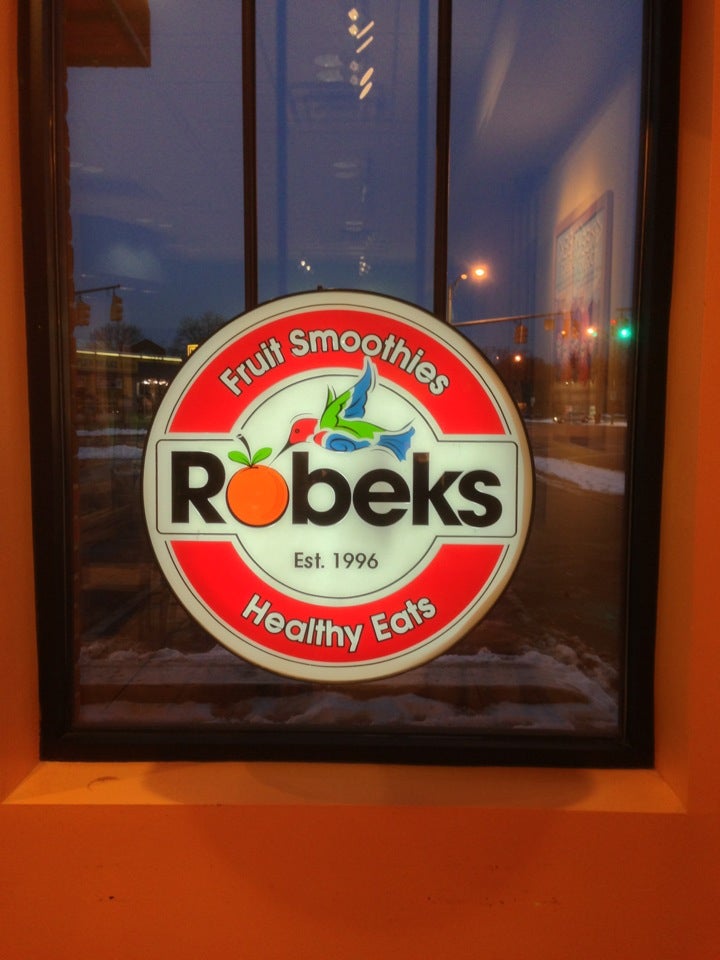 Fruit Smoothies
Robeks
Est. 1996
Healthy Eats